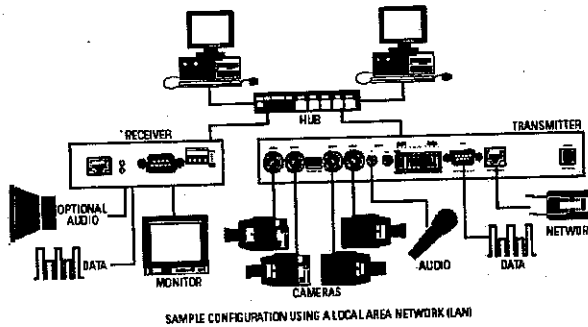 HUB
RECEIVER
TRANSMITTER
OPTIONAL
AUDIO
DATA
MONITOR
CAMERAS
AUDIO
DATA
NETWORK
SAMPLE CONFIGURATION USING A LOCAL AREA NETWORK (LAN)